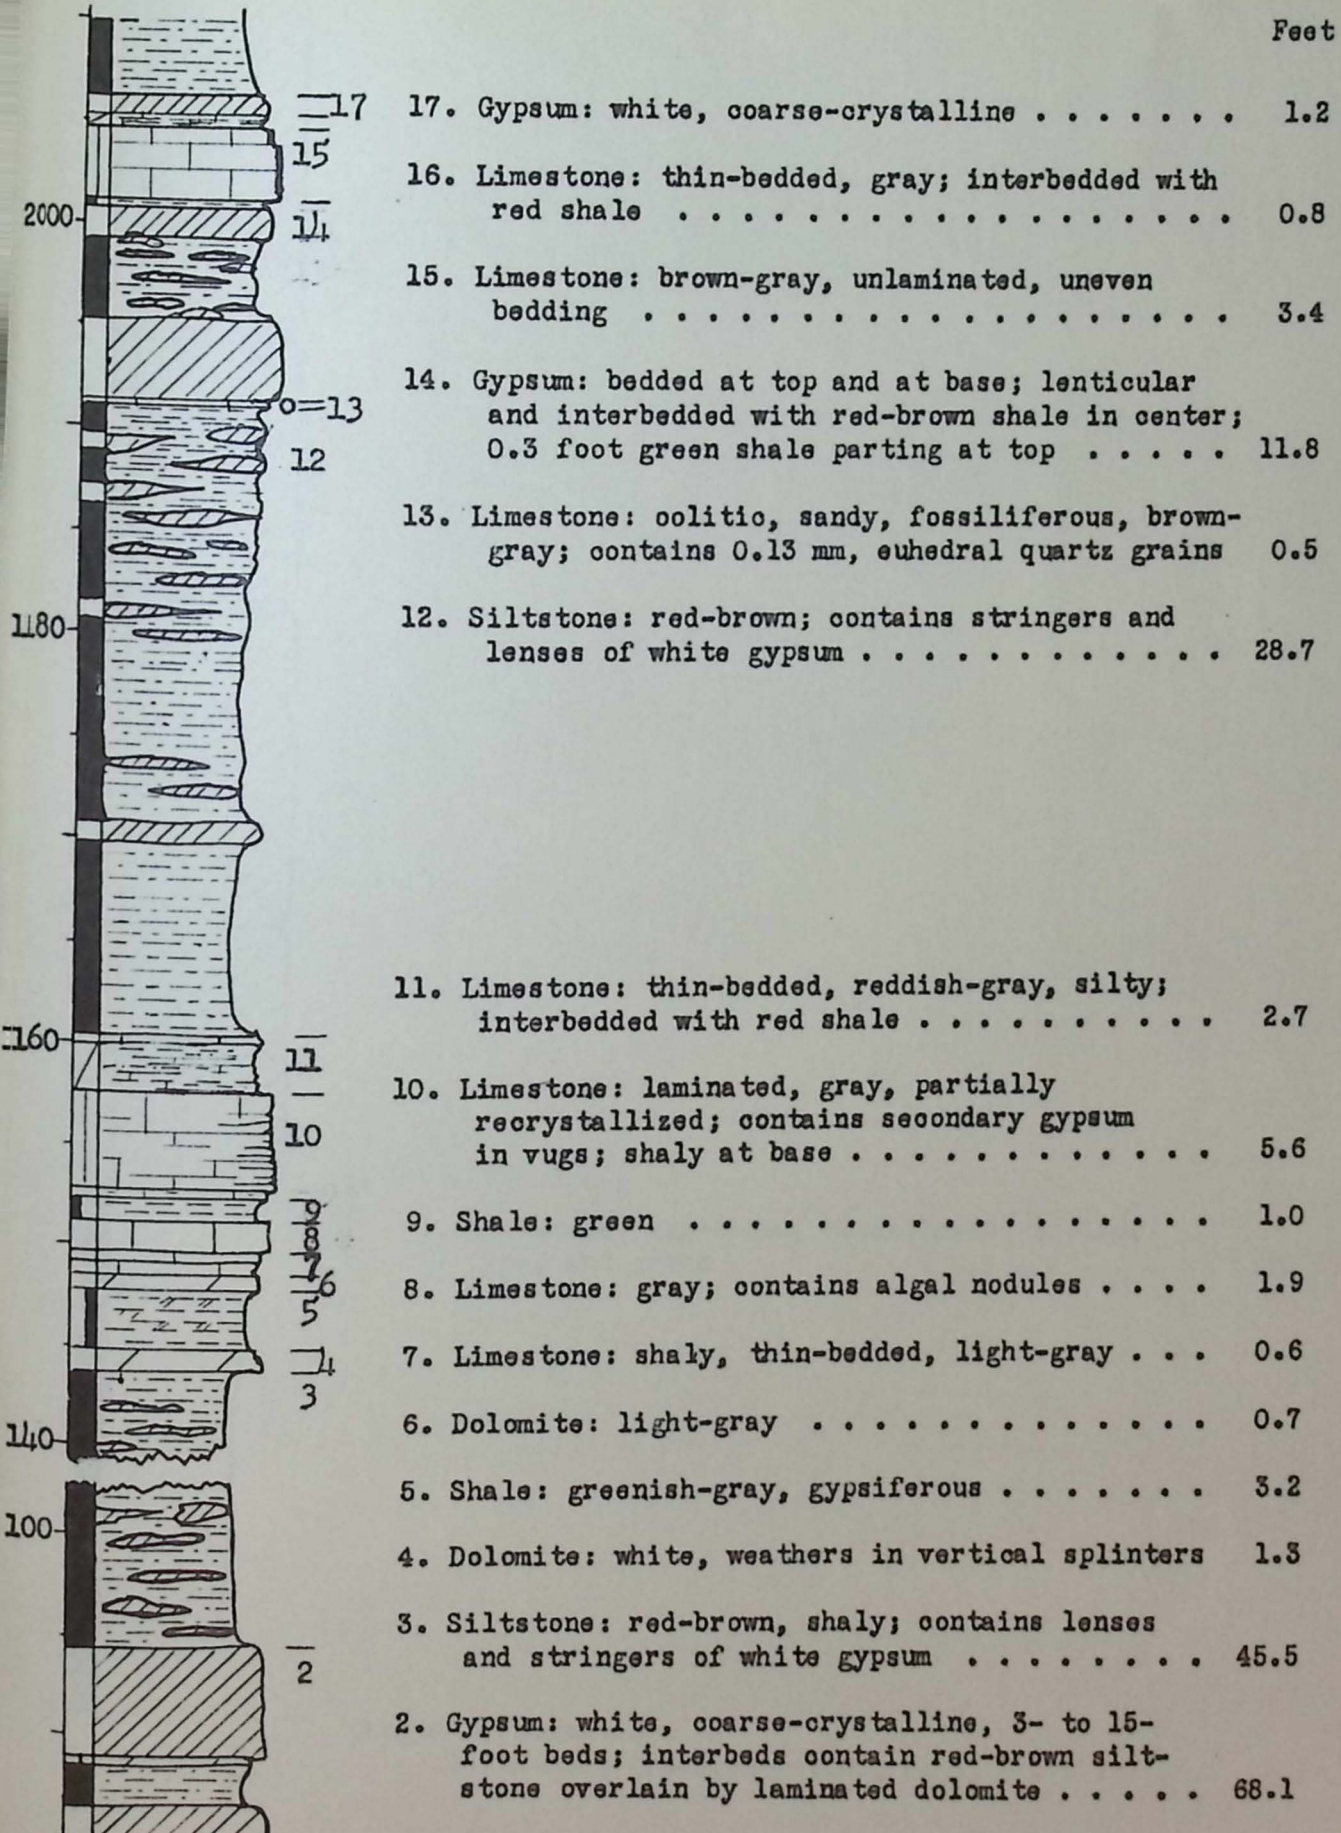 Feet
17
17. Gypsum: white, coarse-crystalline . . . . . . . 1.2
15
16. Limestone: thin-bedded, gray; interbedded with
red shale . . . . . . . . . . . . . . . . . . 0.8
2000
14
15. Limestone: brown-gray, unlaminated, uneven
bedding . . . . . . . . . . . . . . . . . . . 3.4
14. Gypsum: bedded at top and at base; lenticular
and interbedded with red-brown shale in center;
0.3 foot green shale parting at top . . . . . 11.8
13
12
13. Limestone: oolitic, sandy, fossiliferous, brown-
gray; contains 0.13 mm, euhedral quartz grains 0.5
1180
12. Siltstone: red-brown; contains stringers and
lenses of white gypsum . . . . . . . . . . . . 28.7
11. Limestone: thin-bedded, reddish-gray, silty;
interbedded with red shale . . . . . . . . . . 2.7
160
11
10. Limestone: laminated, gray, partially
recrystallized; contains secondary gypsum
in vugs; shaly at base . . . . . . . . . . . . 5.6
10
9
9. Shale: green . . . . . . . . . . . . . . . . . 1.0
8
7
6
8. Limestone: gray; contains algal nodules . . . . 1.9
5
7. Limestone: shaly, thin-bedded, light-gray . . . 0.6
4
3
6. Dolomite: light-gray . . . . . . . . . . . . . 0.7
140
5. Shale: greenish-gray, gypsiferous . . . . . . . 3.2
100
4. Dolomite: white, weathers in vertical splinters 1.3
3. Siltstone: red-brown, shaly; contains lenses
and stringers of white gypsum . . . . . . . . 45.5
2
2. Gypsum: white, coarse-crystalline, 3- to 15-
foot beds; interbeds contain red-brown silt-
stone overlain by laminated dolomite . . . . . 68.1